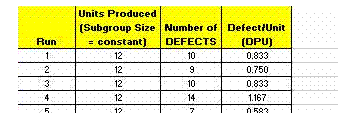 Units Produced
(Subgroup Size Number of Defect/Unit
Run = constant) DEFECTS (DPU)
1 12 10 0.833
2 12 9 0.750
3 12 10 0.833
4 12 14 1.167
5 12 7 0.583